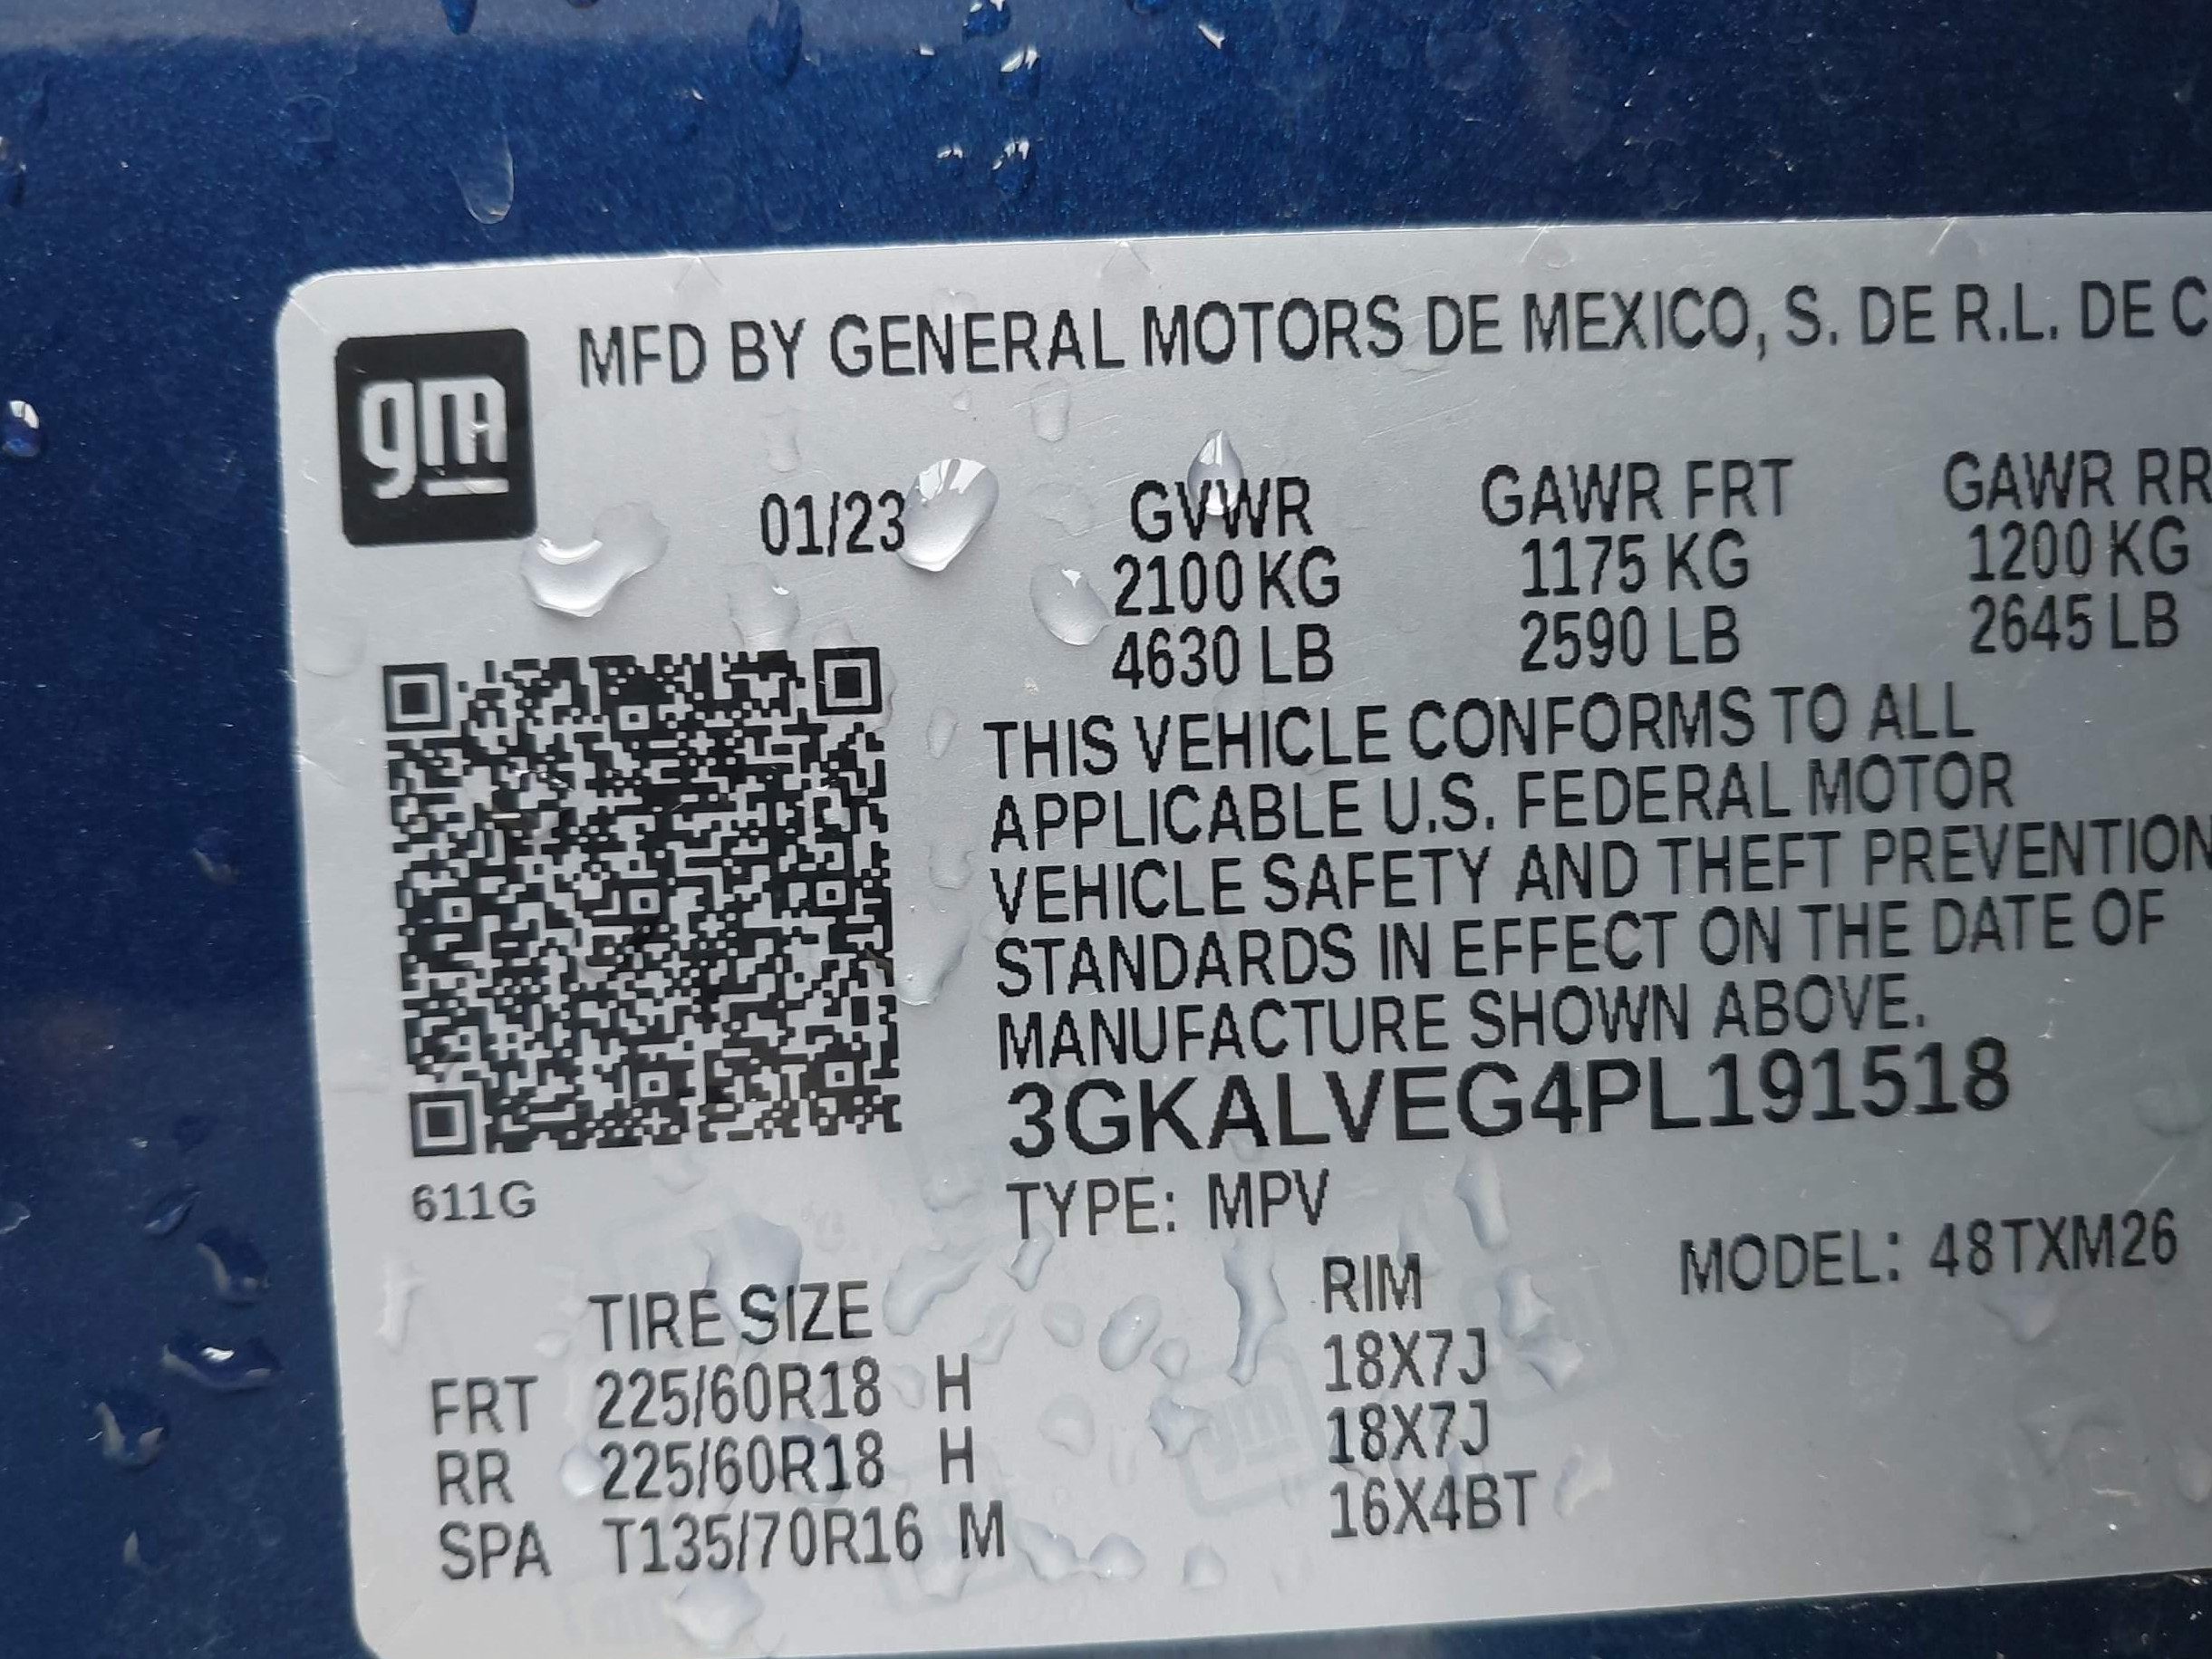 gm
MFD BY GENERAL MOTORS DE MEXICO, S. DE R.L. DE C
01/23 GVWR GAWR FRT GAWR RR
2100 KG 1175 KG 1200 KG
4630 LB 2590 LB 2645 LB
THIS VEHICLE CONFORMS TO ALL
APPLICABLE U.S. FEDERAL MOTOR
VEHICLE SAFETY AND THEFT PREVENTION
STANDARDS IN EFFECT ON THE DATE OF
MANUFACTURE SHOWN ABOVE.
3GKALVEG4PL191518
611G
TYPE: MPV
MODEL: 48TXM26
TIRE SIZE RIM
FRT 225/60R18 H 18X7J
RR 225/60R18 H 18X7J
SPA T135/70R16 M 16X4BT